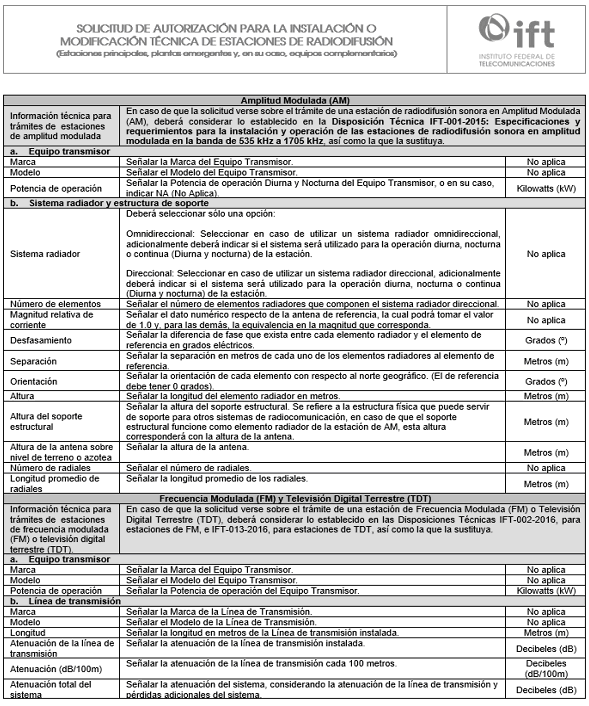 SOLICITUD DE AUTORIZACIÓN PARA LA INSTALACIÓN O
MODIFICACIÓN TÉCNICA DE ESTACIONES DE RADIODIFUSIÓN
(Estaciones principales, plantas emergentes y, en su caso, equipos complementarios)
ift
INSTITUTO FEDERAL DE
TELECOMUNICACIONES
Amplitud Modulada (AM)
Información técnica para
trámites de estaciones
de amplitud modulada
En caso de que la solicitud verse sobre el trámite de una estación de radiodifusión sonora en Amplitud Modulada
(AM), deberá considerar lo establecido en la Disposición Técnica IFT-001-2015: Especificaciones y
requerimientos para la instalación y operación de las estaciones de radiodifusión sonora en amplitud
modulada en la banda de 535 kHz a 1705 kHz, así como la que sustituya.
a. Equipo transmisor
Marca
Señalar la Marca del Equipo Transmisor.
No aplica
Modelo
Señalar el Modelo del Equipo Transmisor.
No aplica
Potencia de operación
Señalar la Potencia de operación Diurna y Nocturna del Equipo Transmisor, o en su caso,
indicar NA (No Aplica).
Kilowatts (kW)
b. Sistema radiador y estructura de soporte
Sistema radiador
Deberá seleccionar sólo una opción:
Omnidireccional: Seleccionar en caso de utilizar un sistema radiador omnidireccional,
adicionalmente deberá indicar si el sistema será utilizado para la operación diurna, nocturna
o continua (Diurna y nocturna) de la estación.
Direccional: Seleccionar en caso de utilizar un sistema radiador direccional, adicionalmente
deberá indicar si el sistema será utilizado para la operación diurna, nocturna o continua
(Diurna y nocturna) de la estación.
No aplica
Número de elementos
Señalar el número de elementos radiadores que componen el sistema radiador direccional.
No aplica
Magnitud relativa de
corriente
Señalar el dato numérico respecto de la antena de referencia, la cual podrá tomar el valor
de 1.0 y, para las demás, la equivalencia en la magnitud que corresponda.
No aplica
Desfasamiento
Señalar la diferencia de fase que exista entre cada elemento radiador y el elemento de
referencia en grados eléctricos.
Grados (º)
Separación
Señalar la separación en metros de cada uno de los elementos radiadores al elemento de
referencia.
Metros (m)
Orientación
Señalar la orientación de cada elemento con respecto al norte geográfico. (El de referencia
debe tener 0 grados).
Grados (º)
Altura
Señalar la longitud del elemento radiador en metros.
Metros (m)
Altura del soporte
estructural
Señalar la altura del soporte estructural. Se refiere a la estructura física que puede servir
de soporte para otros sistemas de radiocomunicación, en caso de que el soporte
estructural funcione como elemento radiador de la estación de AM, esta altura
corresponderá con la altura de la antena.
Metros (m)
Altura de la antena sobre
nivel de terreno o azotea
Señalar la altura de la antena.
Metros (m)
Número de radiales
Señalar el número de radiales.
No aplica
Longitud promedio de
radiales
Señalar la longitud promedio de los radiales.
Metros (m)
Frecuencia Modulada (FM) y Televisión Digital Terrestre (TDT)
Información técnica para
trámites de estaciones
de frecuencia modulada
(FM) o televisión digital
terrestre (TDT).
En caso de que la solicitud verse sobre el trámite de una estación de Frecuencia Modulada (FM) o Televisión
Digital Terrestre (TDT), deberá considerar lo establecido en las Disposiciones Técnicas IFT-002-2016, para
estaciones de FM, e IFT-013-2016, para estaciones de TDT, así como la que sustituya.
a. Equipo transmisor
Marca
Señalar la Marca del Equipo Transmisor.
No aplica
Modelo
Señalar el Modelo del Equipo Transmisor.
No aplica
Potencia de operación
Señalar la Potencia de operación del Equipo Transmisor.
Kilowatts (kW)
b. Línea de transmisión
Marca
Señalar la Marca de la Línea de Transmisión.
No aplica
Modelo
Señalar el Modelo de la Línea de Transmisión.
No aplica
Longitud
Señalar la longitud en metros de la Línea de transmisión instalada.
Metros (m)
Atenuación de la línea de
transmisión
Señalar la atenuación de la línea de transmisión instalada.
Decibeles (dB)
Atenuación (dB/100m)
Señalar la atenuación de la línea de transmisión cada 100 metros.
Decibeles
(dB/100m)
Atenuación total del
sistema
Señalar la atenuación del sistema, considerando la atenuación de la línea de transmisión y
pérdidas adicionales del sistema.
Decibeles (dB)